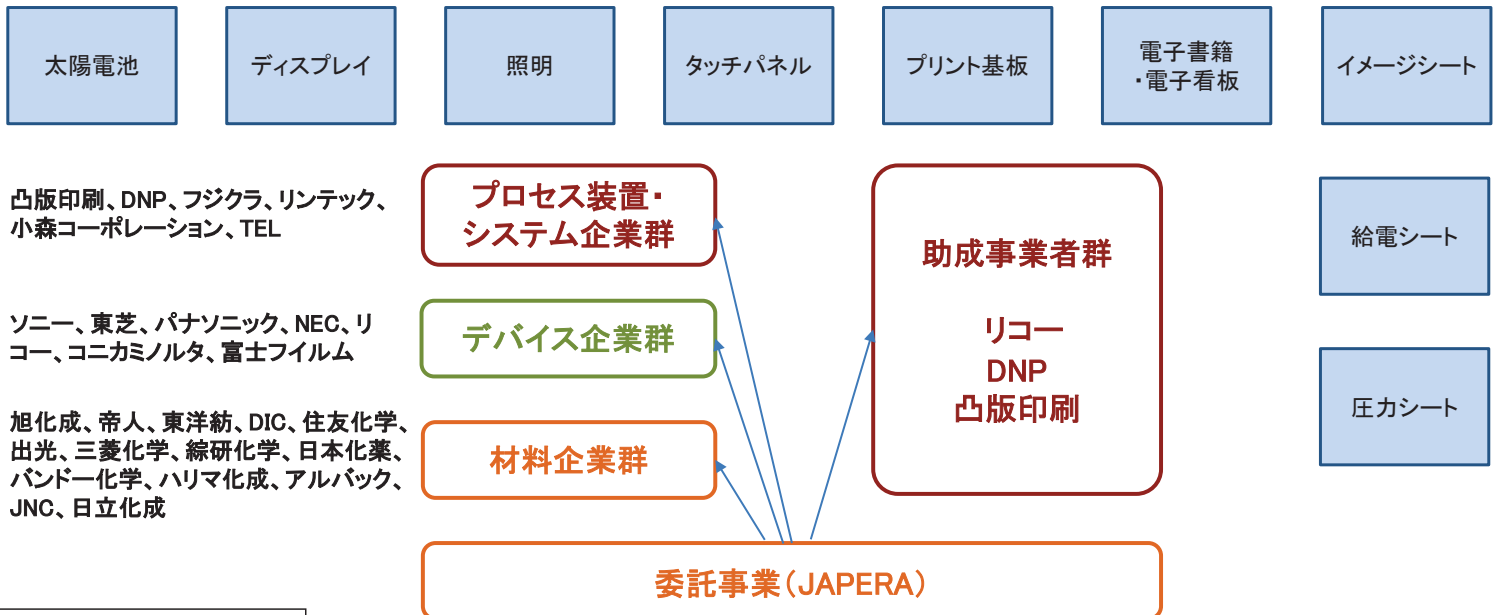 太陽電池
ディスプレイ
照明
タッチパネル
プリント基板
電子書籍
・電子看板
イメージシート
凸版印刷、DNP、フジクラ、リンテック、
小森コーポレーション、TEL
プロセス装置・
システム企業群
ソニー、東芝、パナソニック、NEC、リ
コー、コニカミノルタ、富士フイルム
デバイス企業群
旭化成、帝人、東洋紡、DIC、住友化学、
出光、三菱化学、綜研化学、日本化薬、
バンドー化学、ハリマ化成、アルバック、
JNC、日立化成
材料企業群
助成事業者群
リコー
DNP
凸版印刷
給電シート
圧力シート
委託事業(JAPERA)